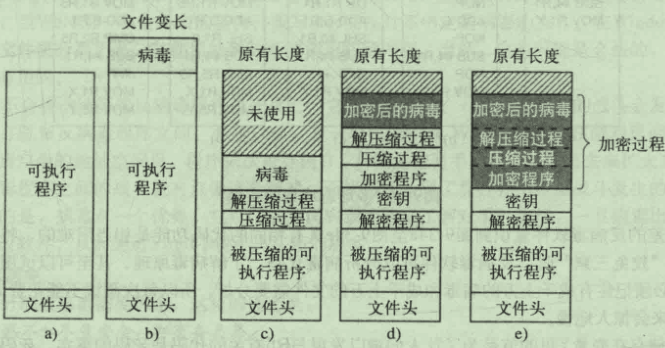 文件变长
病毒
可执行
程序
文件头
a)
可执行
程序
文件头
b)
原有长度
未使用
病毒
解压缩过程
压缩过程
被压缩的可
执行程序
文件头
c)
原有长度
加密后的病毒
解压缩过程
压缩过程
加密程序
密钥
解密程序
被压缩的可
执行程序
文件头
d)
原有长度
加密后的病毒
解压缩过程
压缩过程
加密程序
密钥
解密程序
被压缩的可
执行程序
文件头
e)
加密过程